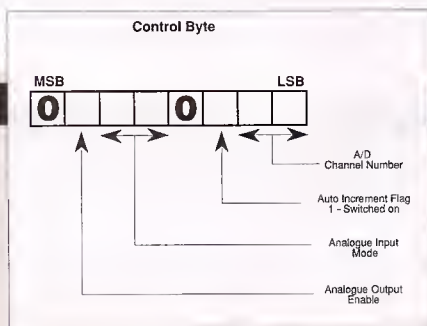 Control Byte
MSB LSB
0 0
A/D
Channel Number
Auto Increment Flag
1 - Switched on
Analogue Input
Mode
Analogue Output
Enable